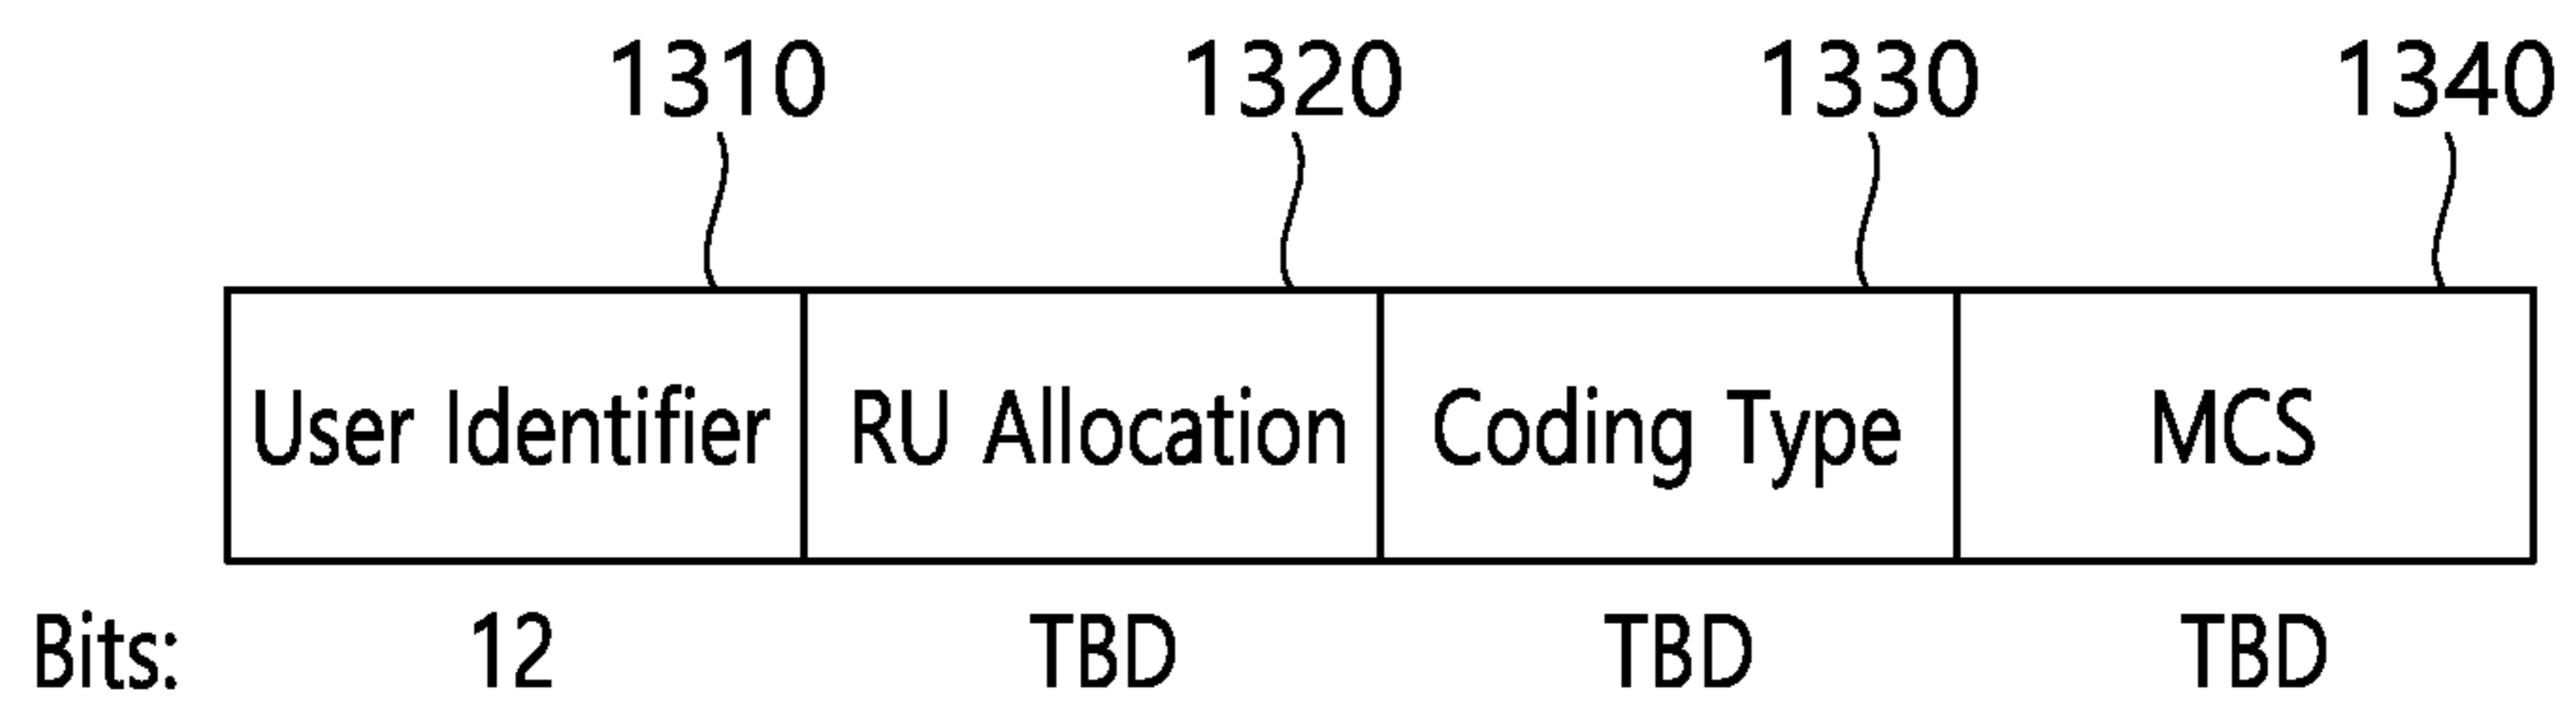 1310 1320 1330 1340
User Identifier RU Allocation Coding Type MCS
Bits: 12 TBD TBD TBD